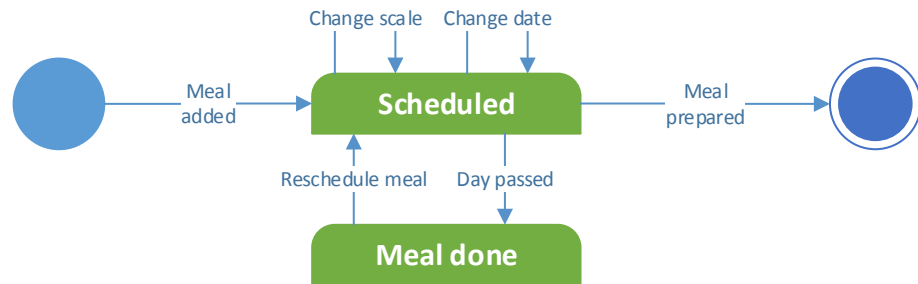 Change scale
Change date
Meal
added
Scheduled
Meal
prepared
Reschedule meal
Day passed
Meal done